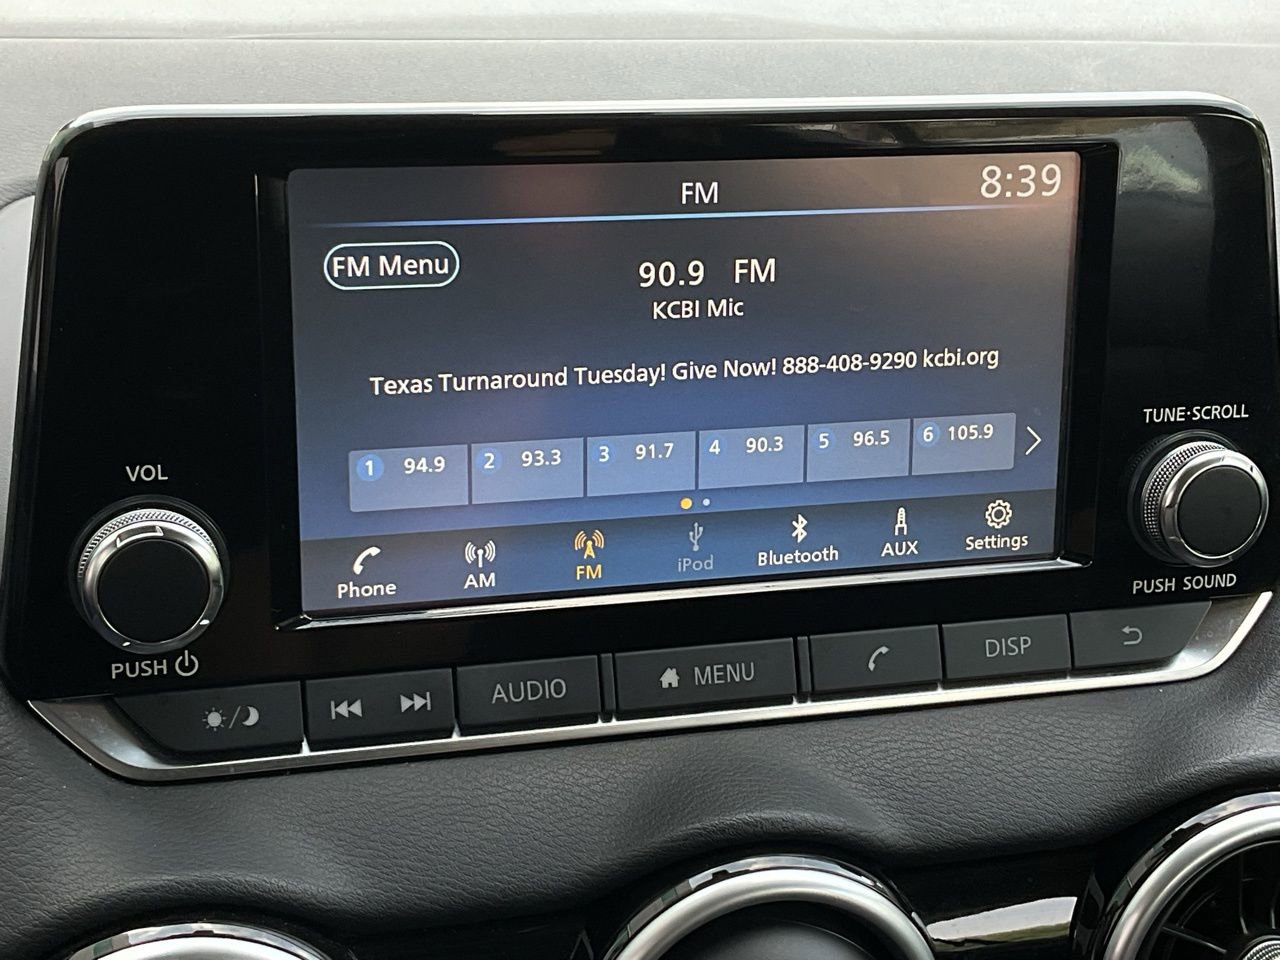 FM
8:39
FM Menu
90.9 FM
KCBI Mic
Texas Turnaround Tuesday! Give Now! 888-408-9290 kcbi.org
1 94.9 2 93.3 3 91.7 4 90.3 5 96.5 6 105.9
Phone AM FM iPod Bluetooth AUX Settings
VOL
PUSH
TUNE·SCROLL
PUSH SOUND
AUDIO MENU DISP